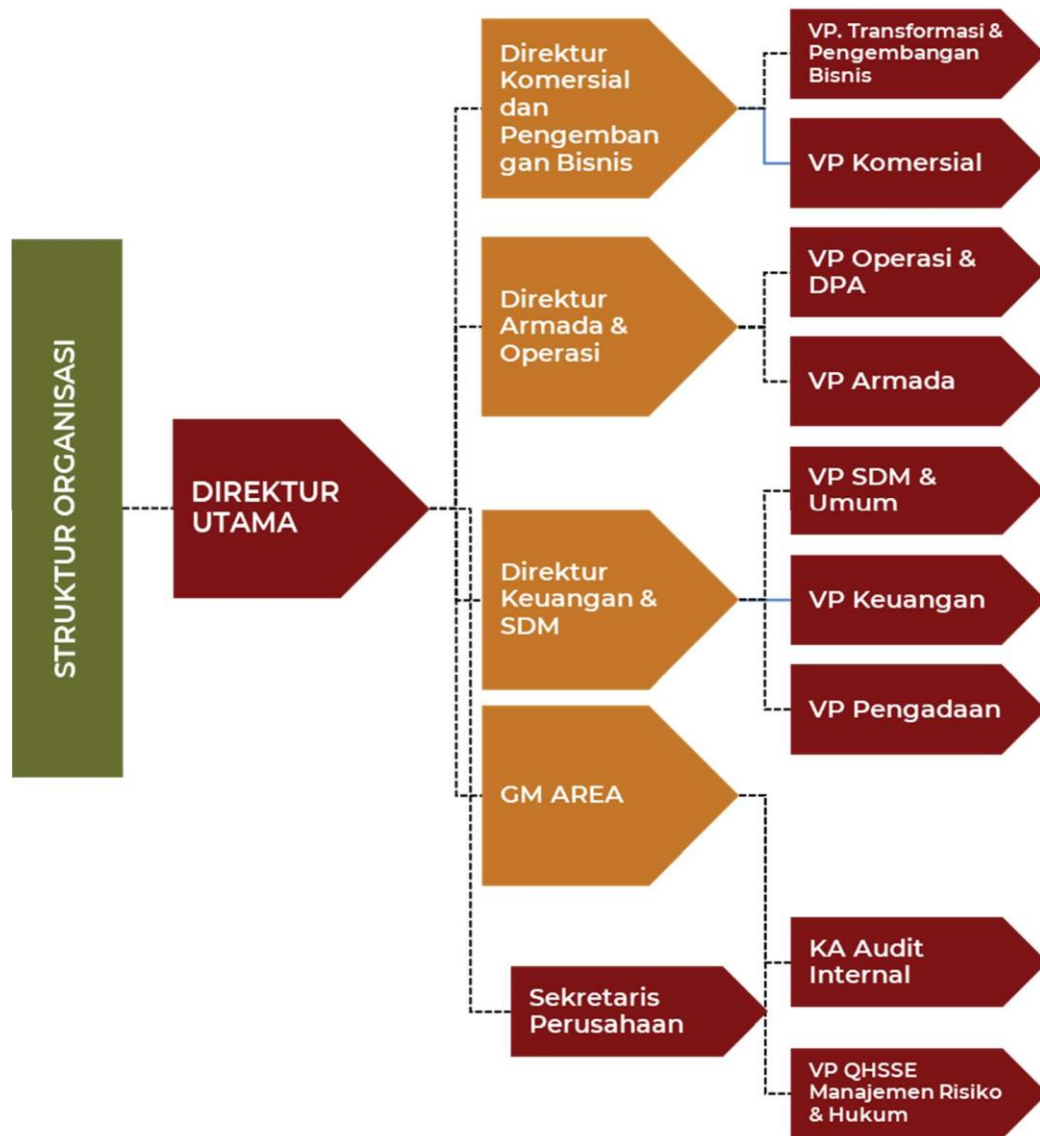 STRUKTUR ORGANISASI
DIREKTUR
UTAMA
Direktur
Komersial
dan
Pengemban
gan Bisnis
VP. Transformasi &
Pengembangan
Bisnis
VP Komersial
Direktur
Armada &
Operasi
VP Operasi &
DPA
VP Armada
Direktur
Keuangan &
SDM
VP SDM &
Umum
VP Keuangan
VP Pengadaan
GM AREA
KA Audit
Internal
Sekretaris
Perusahaan
VP QHSSE
Manajemen Risiko
& Hukum